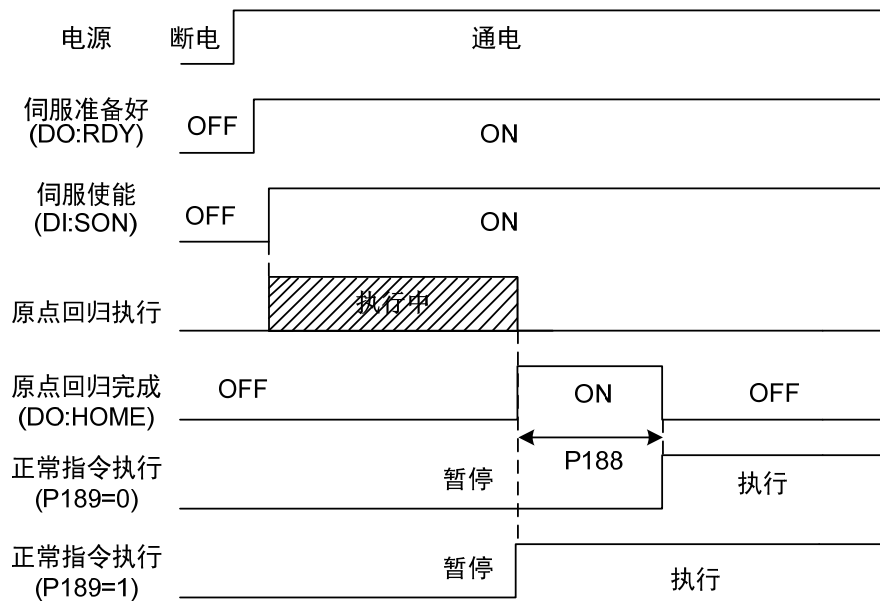 电源 断电 通电
伺服准备好
(DO:RDY)
OFF ON
伺服使能
(DI:SON)
OFF ON
原点回归执行 执行中
原点回归完成
(DO:HOME)
OFF ON OFF
P188
正常指令执行
(P189=0)
暂停 执行
正常指令执行
(P189=1)
暂停 执行